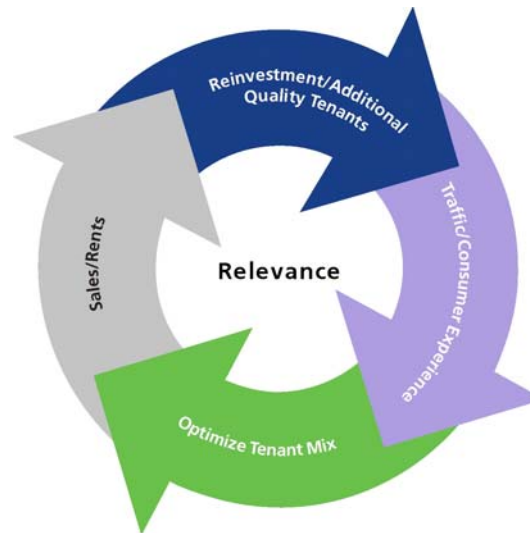 Reinvestment/Additional
Quality Tenants
Traffic/Consumer Experience
Relevance
Sales/Rents
Optimize Tenant Mix